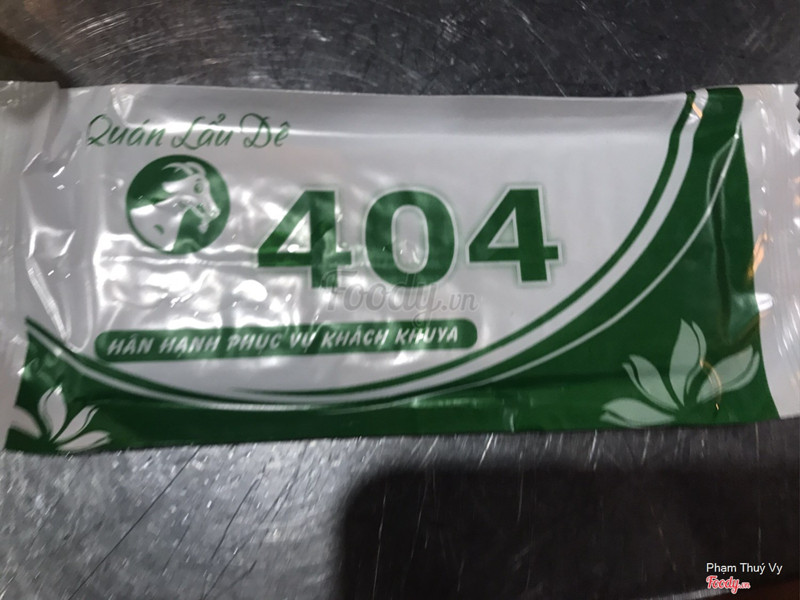 Quán Lẩu Dê
404
Foody.vn
HÂN HẠNH PHỤC VỤ KHÁCH KHUYA
Phạm Thuý Vy
Foody.vn